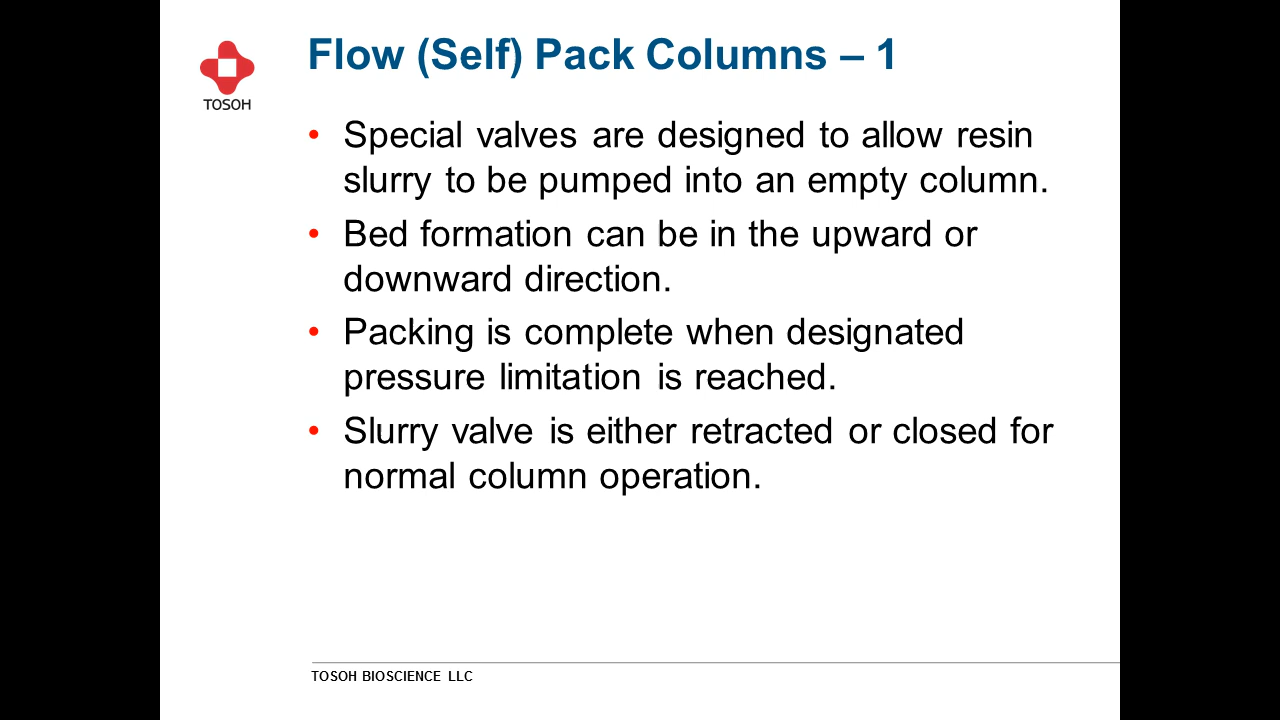 Flow (Self) Pack Columns – 1
TOSOH
• Special valves are designed to allow resin
slurry to be pumped into an empty column.
• Bed formation can be in the upward or
downward direction.
• Packing is complete when designated
pressure limitation is reached.
• Slurry valve is either retracted or closed for
normal column operation.
TOSOH BIOSCIENCE LLC